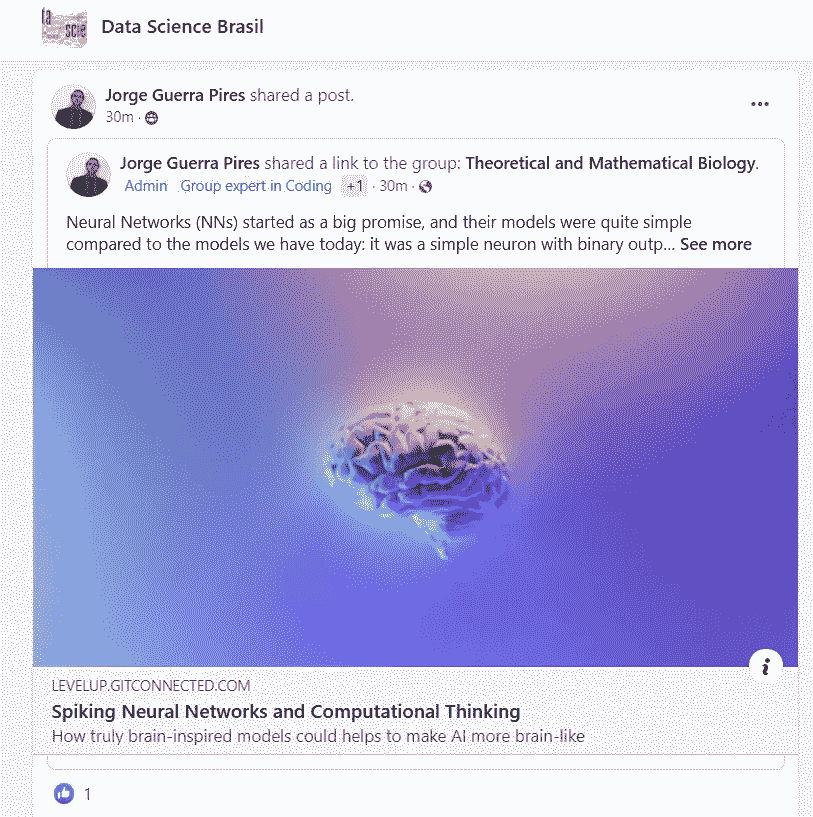 ta
scie
Data Science Brasil
Jorge Guerra Pires shared a post.
30m ·
Jorge Guerra Pires shared a link to the group: Theoretical and Mathematical Biology.
Admin Group expert in Coding +1 · 30m ·
Neural Networks (NNs) started as a big promise, and their models were quite simple
compared to the models we have today: it was a simple neuron with binary outp... See more
LEVELUP.GITCONNECTED.COM
Spiking Neural Networks and Computational Thinking
How truly brain-inspired models could helps to make AI more brain-like
1